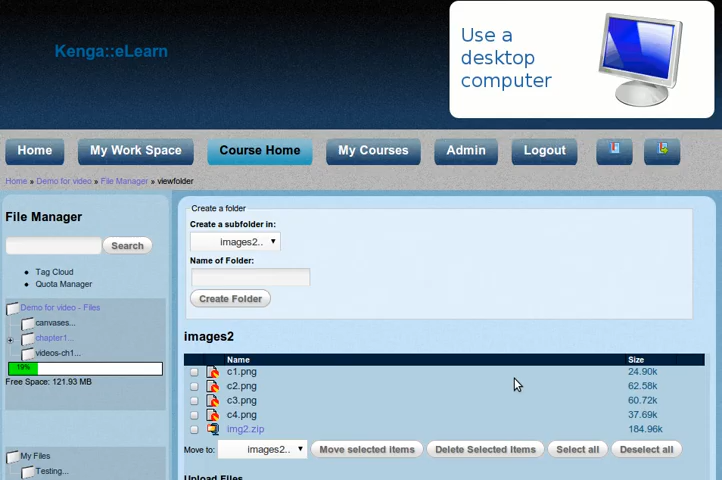 Kenga::eLearn
Use a
desktop
computer
Home
My Work Space
Course Home
My Courses
Admin
Logout
Home » Demo for video » File Manager » viewfolder
File Manager
Search
Tag Cloud
Quota Manager
Demo for video - Files
canvases...
chapter1...
videos-ch1...
19%
Free Space: 121.93 MB
My Files
Testing...
Create a folder
Create a subfolder in:
images2..
Name of Folder:
Create Folder
images2
Name Size
c1.png 24.90k
c2.png 62.58k
c3.png 60.72k
c4.png 37.69k
img2.zip 184.96k
Move to: images2.. Move selected items Delete Selected Items Select all Deselect all
Upload Files